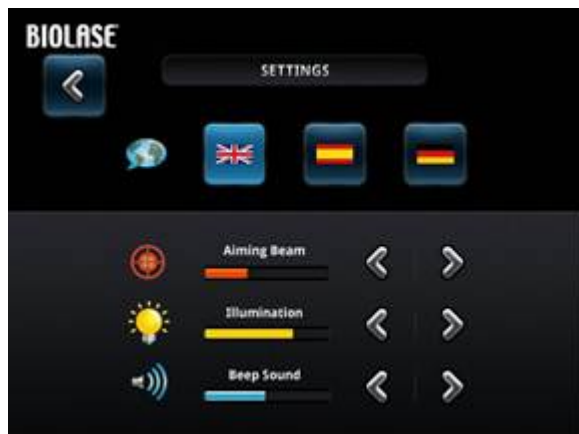 BIOLASE
SETTINGS
Aiming Beam
Illumination
Beep Sound